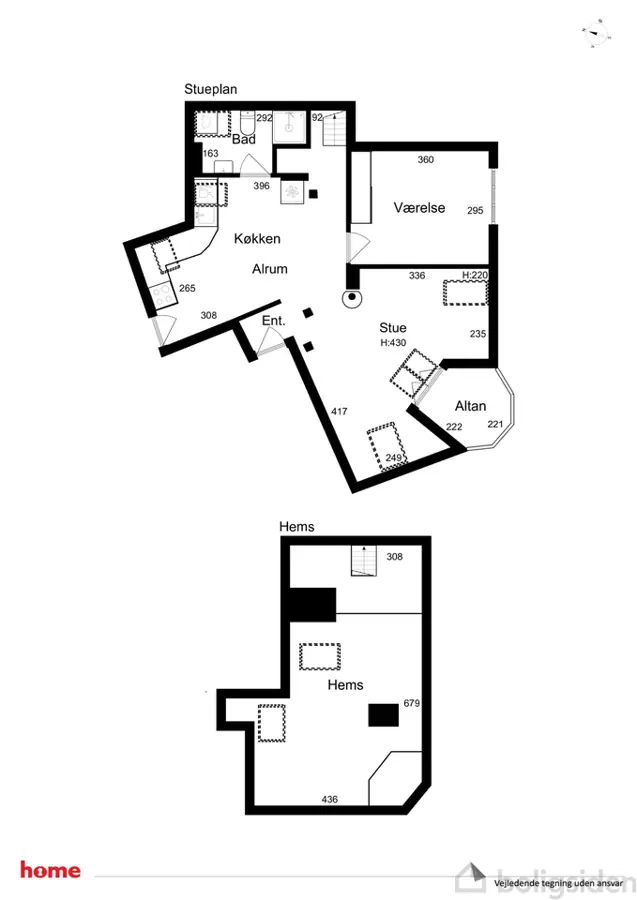 Stueplan
292
92
Bad
163
396
360
Værelse
295
Køkken
Alrum
265
308
Ent.
336
H:220
Stue
H:430
235
Altan
417
222
221
249
Hems
308
Hems
679
436
home
boligsiden
Vejledende tegning uden ansvar